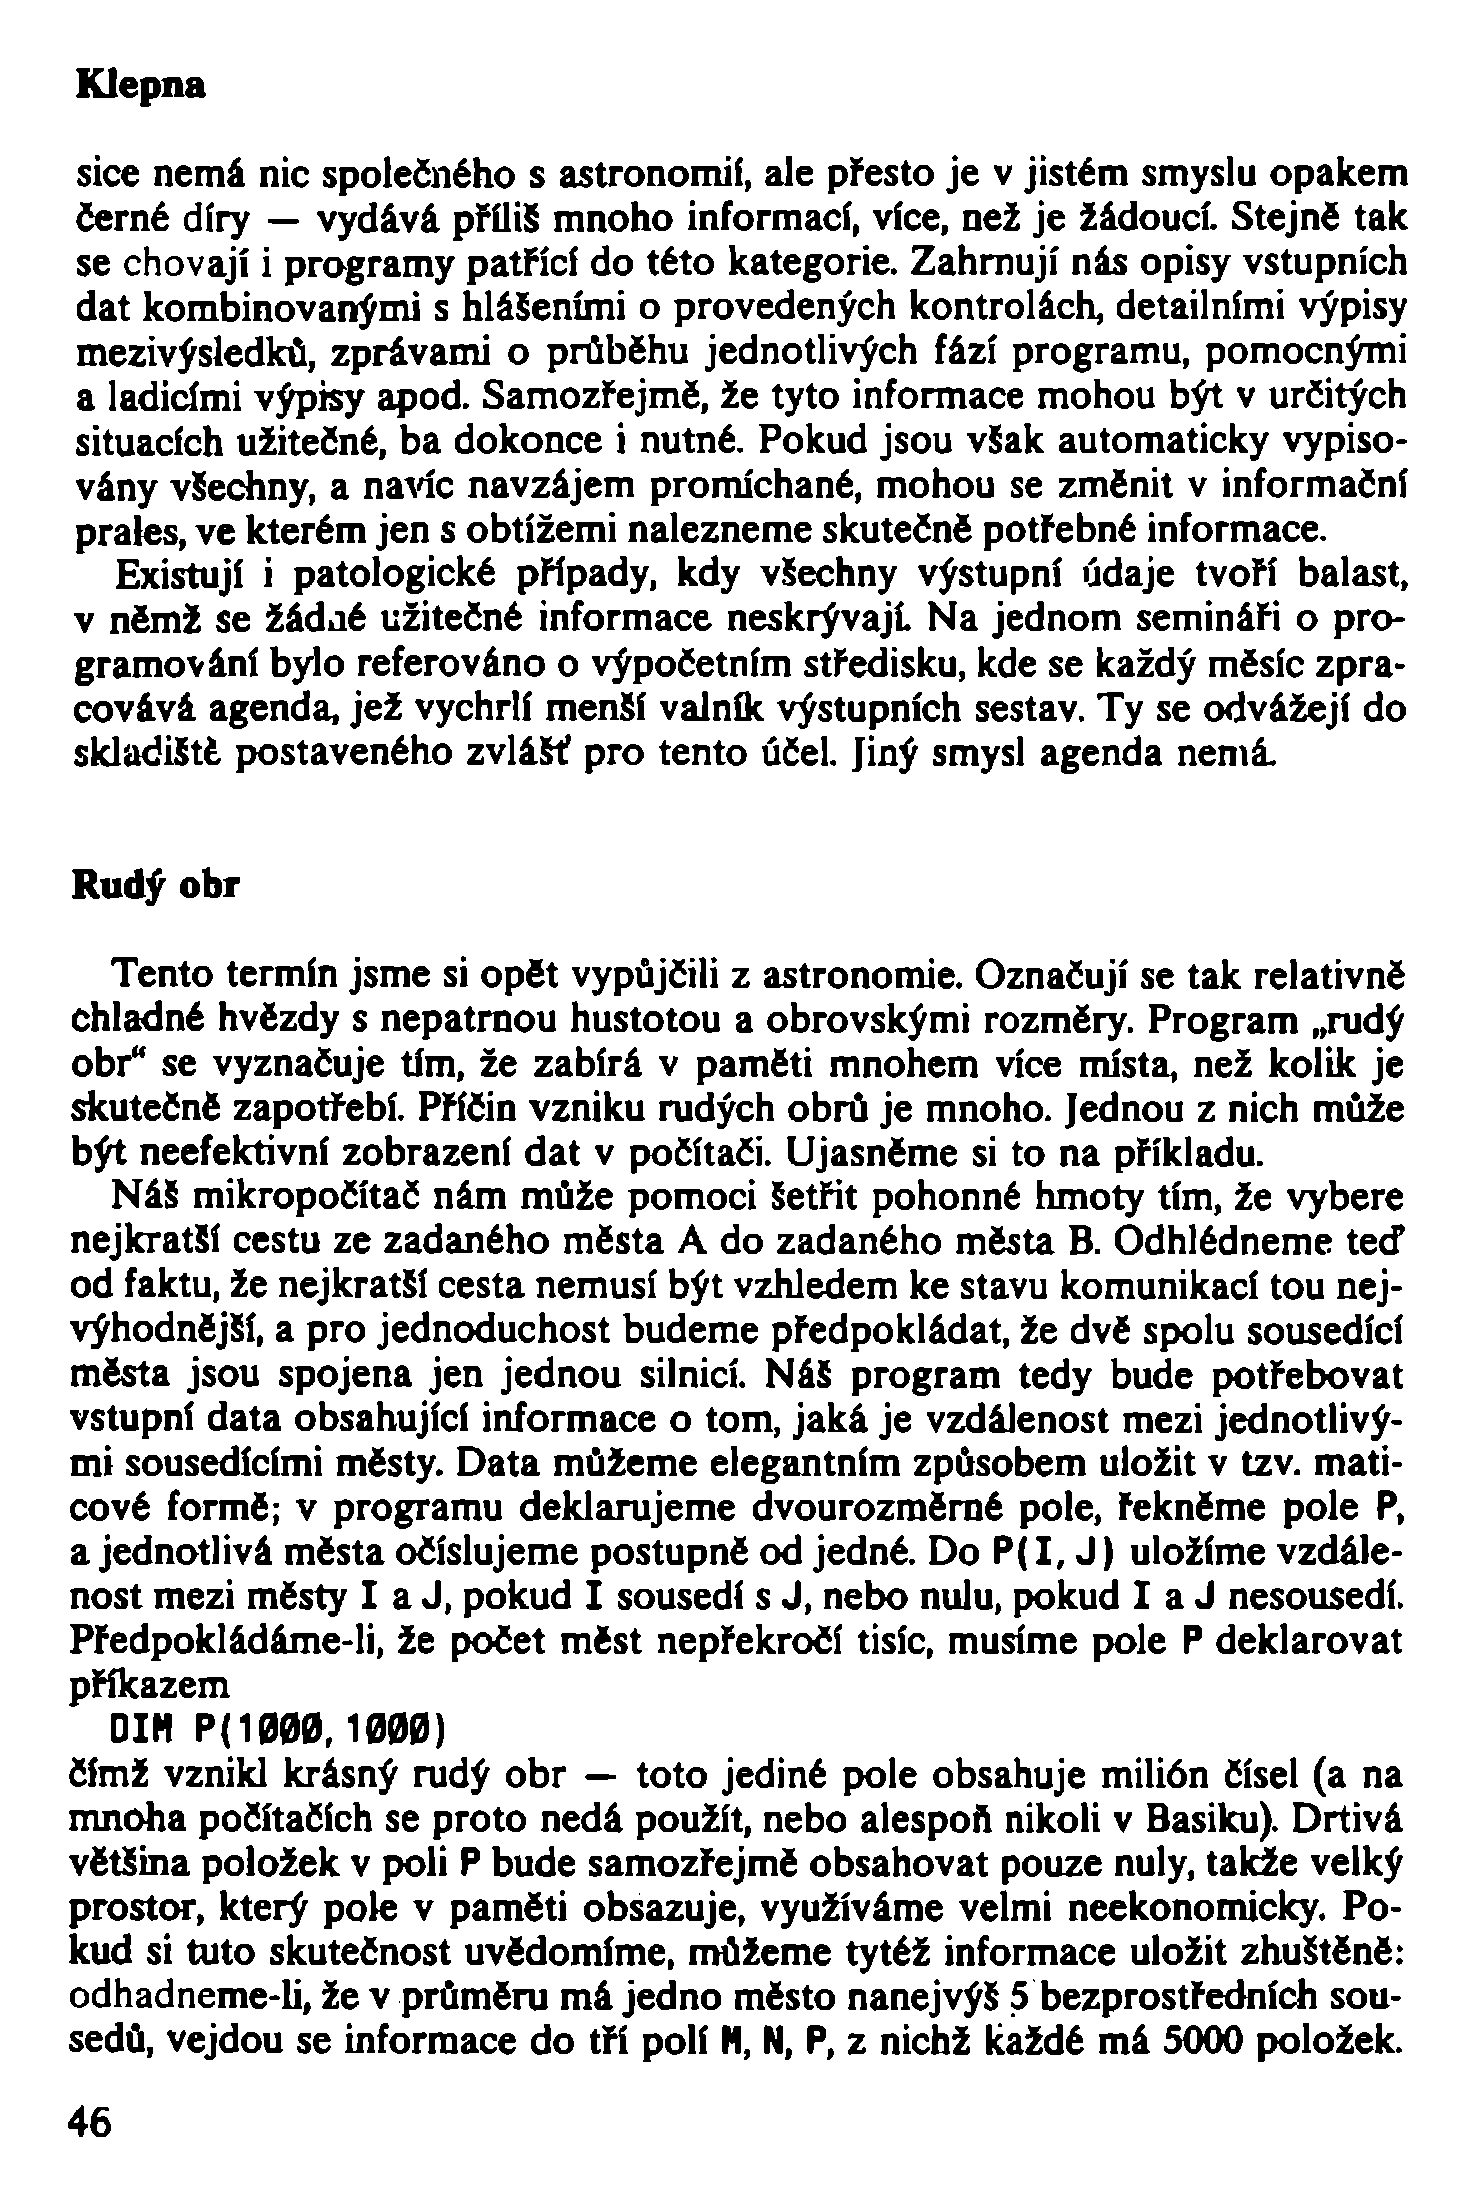 Klepna
sice nemá nic společného s astronomií, ale přesto je v jistém smyslu opakem
černé díry — vydává příliš mnoho informací, více, než je žádoucí. Stejně tak
se chovají i programy patřící do této kategorie. Zahrnují nás opisy vstupních
dat kombinovanými s hlášeními o provedených kontrolách, detailními výpisy
mezivýsledků, zprávami o průběhu jednotlivých fází programu, pomocnými
a ladicími výpisy apod. Samozřejmě, že tyto informace mohou být v určitých
situacích užitečné, ba dokonce i nutné. Pokud jsou však automaticky vypiso-
vány všechny, a navíc navzájem promíchané, mohou se změnit v informační
prales, ve kterém jen s obtížemi nalezneme skutečně potřebné informace.
Existují i patologické případy, kdy všechny výstupní údaje tvoří balast,
v němž se žádné užitečné informace neskrývají. Na jednom semináři o pro-
gramování bylo referováno o výpočetním středisku, kde se každý měsíc zpra-
covává agenda, jež vychrlí menší valník výstupních sestav. Ty se odvážejí do
skladiště postaveného zvlášť pro tento účel. Jiný smysl agenda nemá.
Rudý obr
Tento termín jsme si opět vypůjčili z astronomie. Označují se tak relativně
chladné hvězdy s nepatrnou hustotou a obrovskými rozměry. Program „rudý
obr“ se vyznačuje tím, že zabírá v paměti mnohem více místa, než kolik je
skutečně zapotřebí. Příčin vzniku rudých obrů je mnoho. Jednou z nich může
být neefektivní zobrazení dat v počítači. Ujasněme si to na příkladu.
Náš mikropočítač nám může pomoci šetřit pohonné hmoty tím, že vybere
nejkratší cestu ze zadaného města A do zadaného města B. Odhlédneme teď
od faktu, že nejkratší cesta nemusí být vzhledem ke stavu komunikací tou nej-
výhodnější, a pro jednoduchost budeme předpokládat, že dvě spolu sousedící
města jsou spojena jen jednou silnicí. Náš program tedy bude potřebovat
vstupní data obsahující informace o tom, jaká je vzdálenost mezi jednotlivý-
mi sousedícími městy. Data můžeme elegantním způsobem uložit v tzv. mati-
cové formě; v programu deklarujeme dvourozměrné pole, řekněme pole P,
a jednotlivá města očíslujeme postupně od jedné. Do P(I, J) uložíme vzdále-
nost mezi městy I a J, pokud I sousedí s J, nebo nulu, pokud I a J nesousedí.
Předpokládáme-li, že počet měst nepřekročí tisíc, musíme pole P deklarovat
příkazem
DIM P(1000, 1000)
čímž vznikl krásný rudý obr — toto jediné pole obsahuje milión čísel (a na
mnoha počítačích se proto nedá použít, nebo alespoň nikoli v Basiku). Drtivá
většina položek v poli P bude samozřejmě obsahovat pouze nuly, takže velký
prostor, který pole v paměti obsazuje, využíváme velmi neekonomicky. Po-
kud si tuto skutečnost uvědomíme, můžeme tytéž informace uložit zhuštěně:
odhadneme-li, že v průměru má jedno město nanejvýš 5 bezprostředních sou-
sedů, vejdou se informace do tří polí M, N, P, z nichž každé má 5000 položek.
46